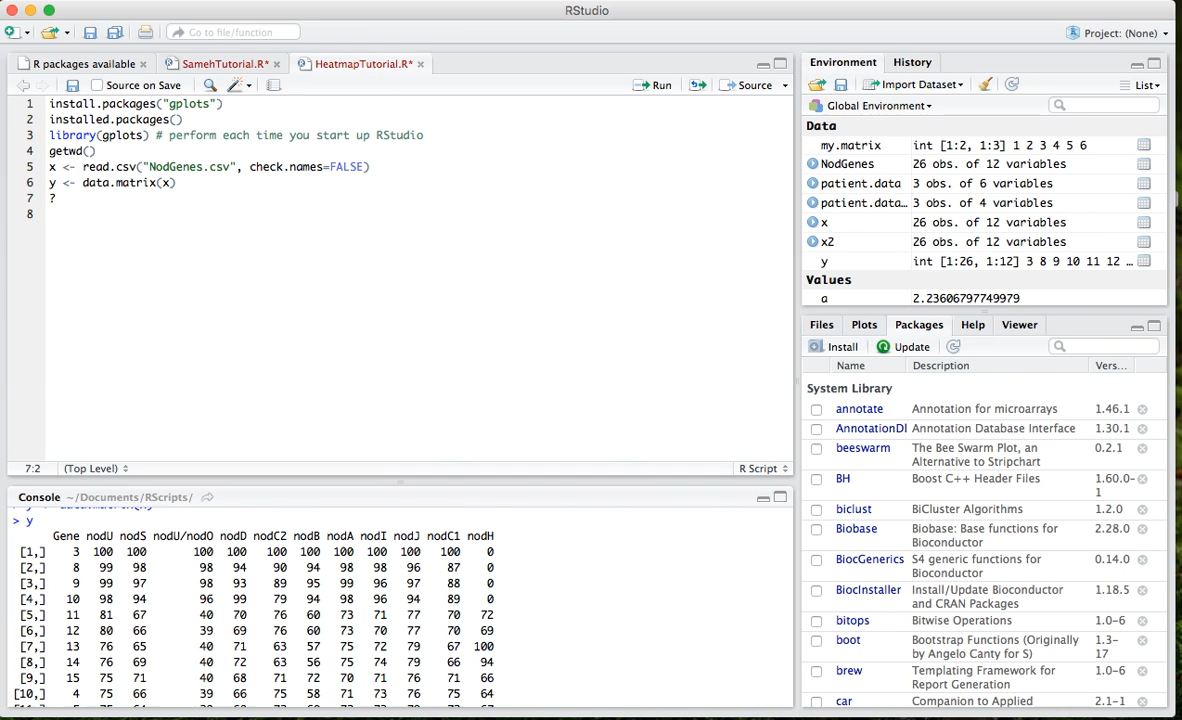 RStudio
Go to file/function
Project: (None)
R packages available
SamehTutorial.R*
HeatmapTutorial.R*
Source on Save
Run
Source
1 install.packages("gplots")
2 installed.packages()
3 library(gplots) # perform each time you start up RStudio
4 getwd()
5 x <- read.csv("NodGenes.csv", check.names=FALSE)
6 y <- data.matrix(x)
7 ?
8
7:2 (Top Level) R Script
Console ~/Documents/RScripts/
> y
Gene nodU nodS nodU/nodO nodD nodC2 nodB nodA nodI nodJ nodC1 nodH
[1,] 3 100 100 100 100 100 100 100 100 100 100 0
[2,] 8 99 98 98 94 90 94 98 98 96 87 0
[3,] 9 99 97 98 93 89 95 99 96 97 88 0
[4,] 10 98 94 96 99 79 94 98 96 94 89 0
[5,] 11 81 67 40 70 76 60 73 71 77 70 72
[6,] 12 80 66 39 69 76 60 73 70 77 70 69
[7,] 13 76 65 40 71 63 57 75 72 79 67 100
[8,] 14 76 69 40 72 63 56 75 74 79 66 94
[9,] 15 75 71 40 68 71 72 70 71 76 71 66
[10,] 4 75 66 39 66 75 58 71 73 76 75 64
Environment History
Import Dataset
List
Global Environment
Data
my.matrix int [1:2, 1:3] 1 2 3 4 5 6
NodGenes 26 obs. of 12 variables
patient.data 3 obs. of 6 variables
patient.data… 3 obs. of 4 variables
x 26 obs. of 12 variables
x2 26 obs. of 12 variables
y int [1:26, 1:12] 3 8 9 10 11 12 …
Values
a 2.23606797749979
Files Plots Packages Help Viewer
Install Update
Name Description Vers…
System Library
annotate Annotation for microarrays 1.46.1
AnnotationDl Annotation Database Interface 1.30.1
beeswarm The Bee Swarm Plot, an 0.2.1
Alternative to Stripchart
BH Boost C++ Header Files 1.60.0-
1
biclust BiCluster Algorithms 1.2.0
Biobase Biobase: Base functions for 2.28.0
Bioconductor
BiocGenerics S4 generic functions for 0.14.0
Bioconductor
BiocInstaller Install/Update Bioconductor 1.18.5
and CRAN Packages
bitops Bitwise Operations 1.0-6
boot Bootstrap Functions (Originally 1.3-
by Angelo Canty for S) 17
brew Templating Framework for 1.0-6
Report Generation
car Companion to Applied 2.1-1